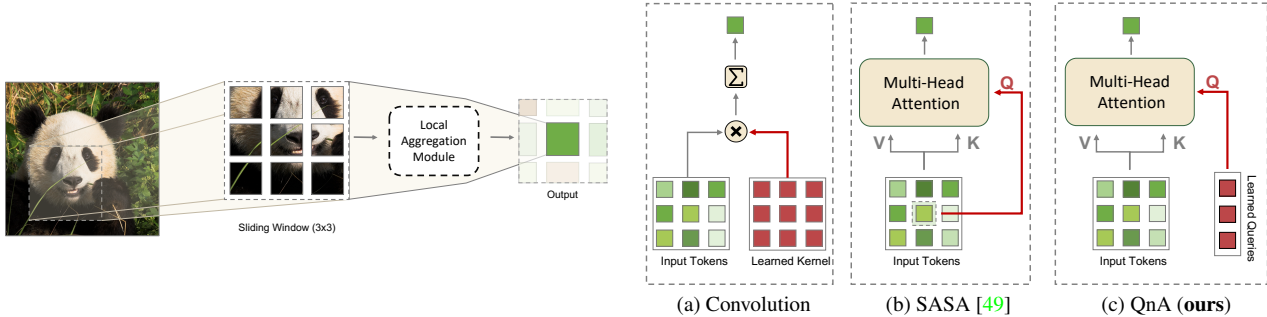 Sliding Window (3x3)
Local
Aggregation
Module
Output
Σ
Input Tokens
Learned Kernel
(a) Convolution
Multi-Head
Attention
Q
V
K
Input Tokens
(b) SASA [49]
Multi-Head
Attention
Q
V
K
Input Tokens
Learned Queries
(c) QnA (ours)